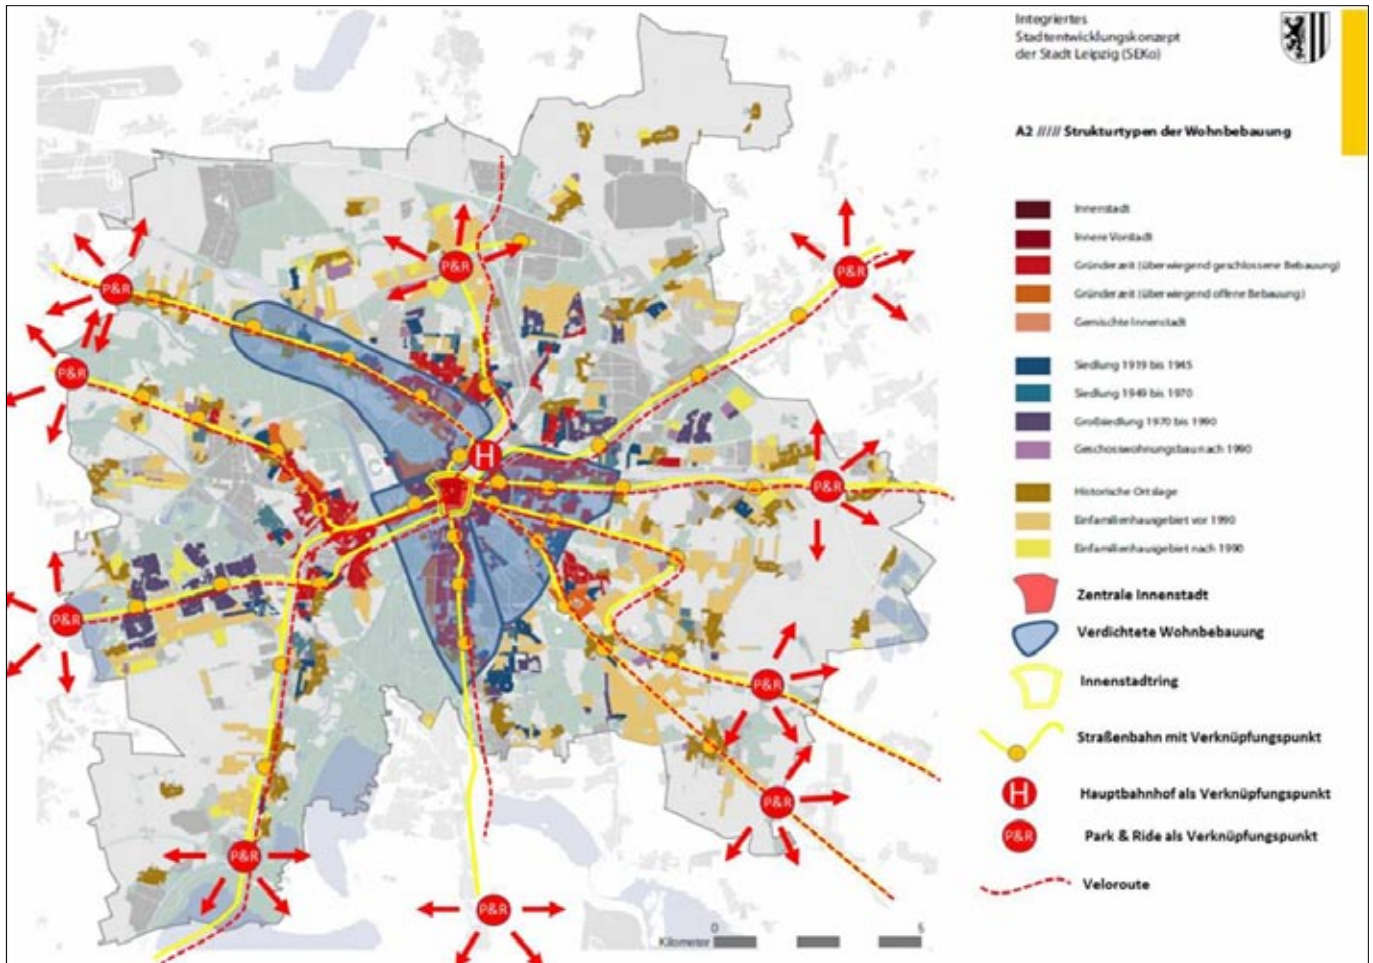 Integriertes
Stadtentwicklungskonzept
der Stadt Leipzig (SEKo)
A2 ///// Strukturtypen der Wohnbebauung
Innenstadt
Innere Vorstadt
Gründerzeit (überwiegend geschlossene Bebauung)
Gründerzeit (überwiegend offene Bebauung)
Gemischte Innenstadt
Siedlung 1919 bis 1945
Siedlung 1949 bis 1970
Großsiedlung 1970 bis 1990
Geschosswohnungsbau nach 1990
Historische Ortslage
Einfamilienhausgebiet vor 1990
Einfamilienhausgebiet nach 1990
Zentrale Innenstadt
Verdichtete Wohnbebauung
Innenstadtring
Straßenbahn mit Verknüpfungspunkt
H Hauptbahnhof als Verknüpfungspunkt
P&R Park & Ride als Verknüpfungspunkt
Veloroute
P&R
P&R
P&R
P&R
H
P&R
P&R
P&R
P&R
P&R
P&R
0 5
Kilometer